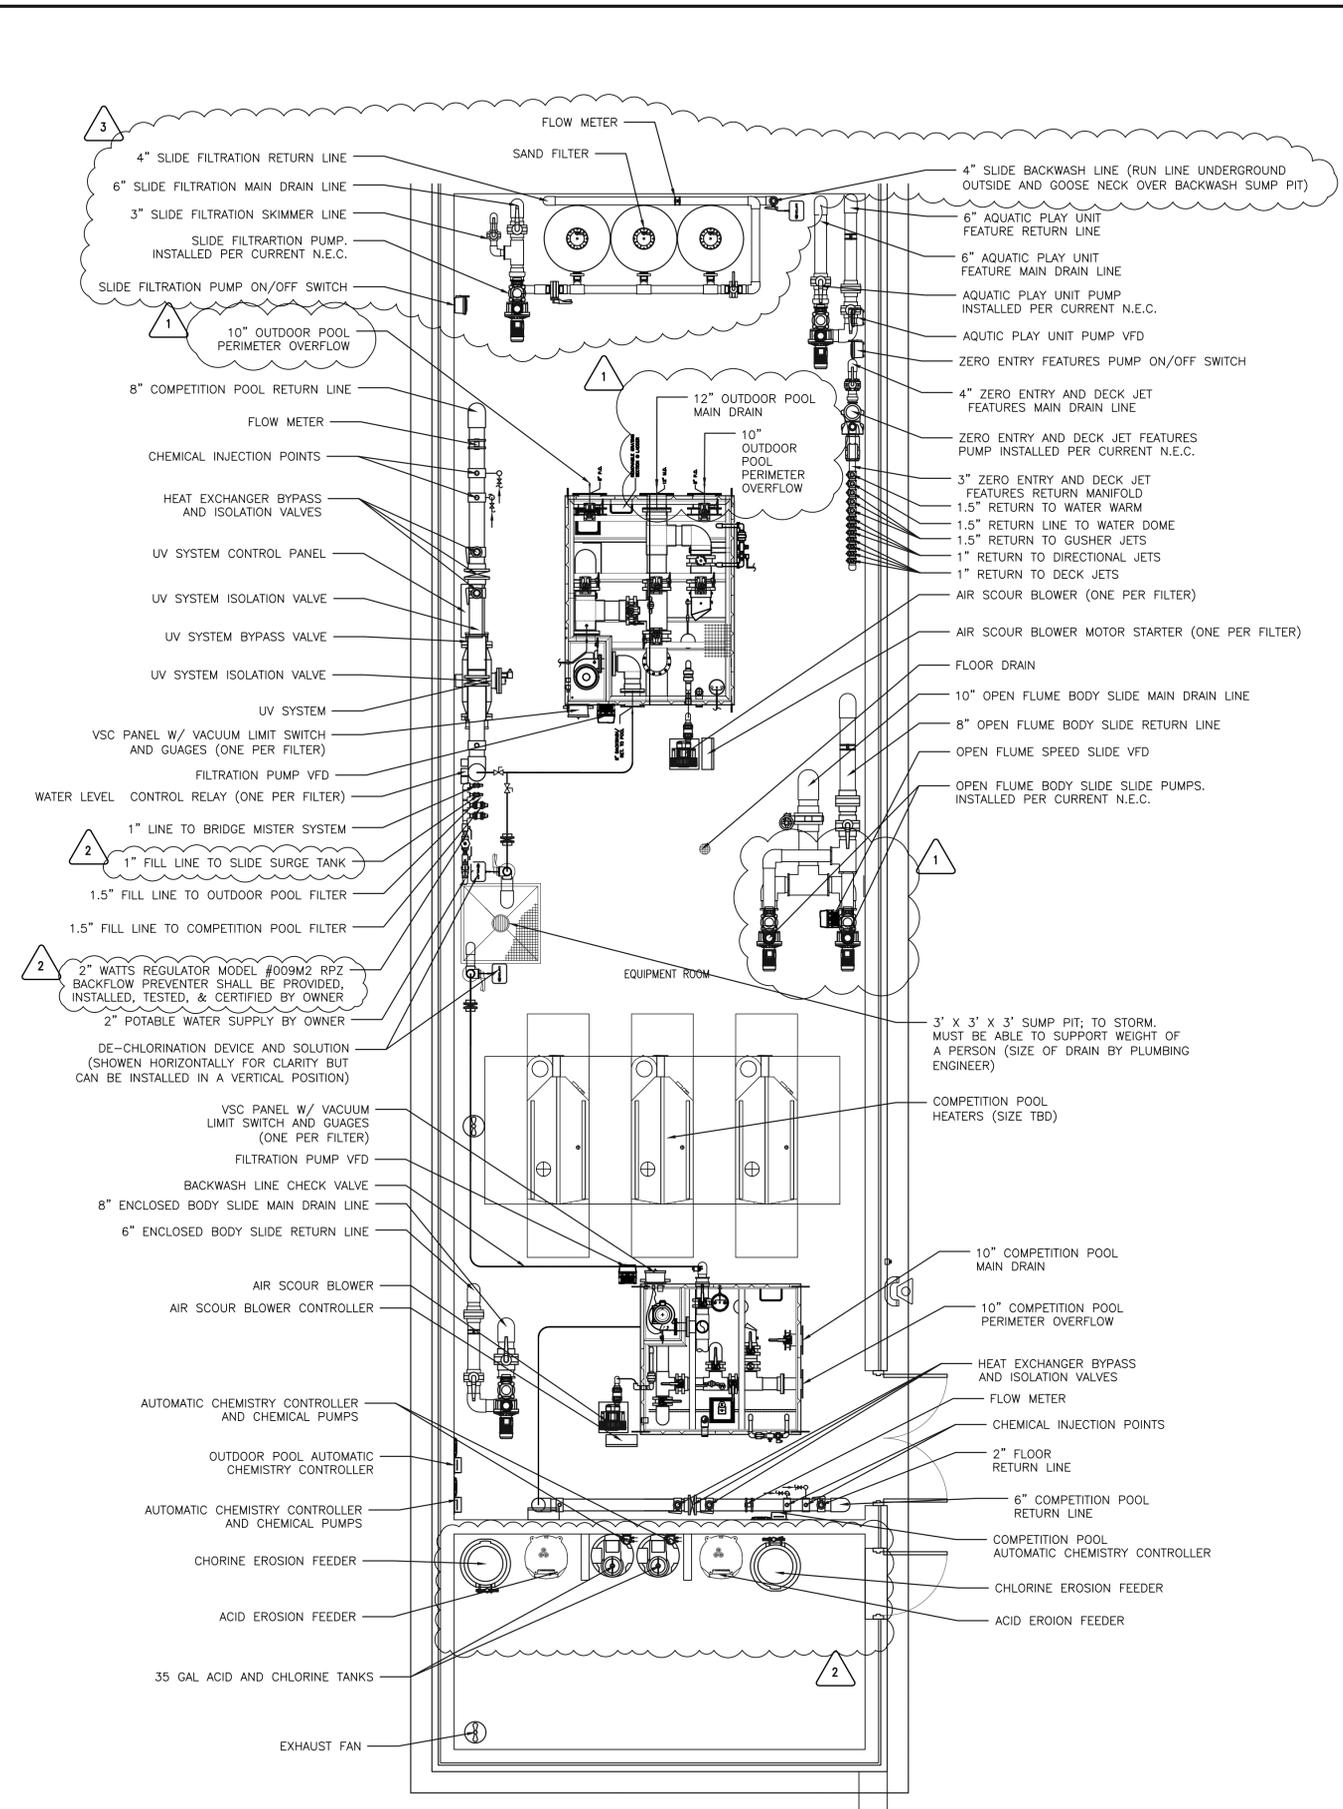 3
FLOW METER
SAND FILTER
4" SLIDE FILTRATION RETURN LINE
6" SLIDE FILTRATION MAIN DRAIN LINE
3" SLIDE FILTRATION SKIMMER LINE
SLIDE FILTRARTION PUMP.
INSTALLED PER CURRENT N.E.C.
SLIDE FILTRATION PUMP ON/OFF SWITCH
1
10" OUTDOOR POOL
PERIMETER OVERFLOW
8" COMPETITION POOL RETURN LINE
FLOW METER
CHEMICAL INJECTION POINTS
HEAT EXCHANGER BYPASS
AND ISOLATION VALVES
UV SYSTEM CONTROL PANEL
UV SYSTEM ISOLATION VALVE
UV SYSTEM BYPASS VALVE
UV SYSTEM ISOLATION VALVE
UV SYSTEM
VSC PANEL W/ VACUUM LIMIT SWITCH
AND GUAGES (ONE PER FILTER)
FILTRATION PUMP VFD
WATER LEVEL CONTROL RELAY (ONE PER FILTER)
1" LINE TO BRIDGE MISTER SYSTEM
2
1" FILL LINE TO SLIDE SURGE TANK
1.5" FILL LINE TO OUTDOOR POOL FILTER
1.5" FILL LINE TO COMPETITION POOL FILTER
2
2" WATTS REGULATOR MODEL #009M2 RPZ
BACKFLOW PREVENTER SHALL BE PROVIDED,
INSTALLED, TESTED, & CERTIFIED BY OWNER
2" POTABLE WATER SUPPLY BY OWNER
DE-CHLORINATION DEVICE AND SOLUTION
(SHOWEN HORIZONTALLY FOR CLARITY BUT
CAN BE INSTALLED IN A VERTICAL POSITION)
VSC PANEL W/ VACUUM
LIMIT SWITCH AND GUAGES
(ONE PER FILTER)
FILTRATION PUMP VFD
BACKWASH LINE CHECK VALVE
8" ENCLOSED BODY SLIDE MAIN DRAIN LINE
6" ENCLOSED BODY SLIDE RETURN LINE
AIR SCOUR BLOWER
AIR SCOUR BLOWER CONTROLLER
AUTOMATIC CHEMISTRY CONTROLLER
AND CHEMICAL PUMPS
OUTDOOR POOL AUTOMATIC
CHEMISTRY CONTROLLER
AUTOMATIC CHEMISTRY CONTROLLER
AND CHEMICAL PUMPS
CHORINE EROSION FEEDER
ACID EROSION FEEDER
35 GAL ACID AND CHLORINE TANKS
EXHAUST FAN
1
12" OUTDOOR POOL
MAIN DRAIN
10"
OUTDOOR
POOL
PERIMETER
OVERFLOW
EQUIPMENT ROOM
4" SLIDE BACKWASH LINE (RUN LINE UNDERGROUND
OUTSIDE AND GOOSE NECK OVER BACKWASH SUMP PIT)
6" AQUATIC PLAY UNIT
FEATURE RETURN LINE
6" AQUATIC PLAY UNIT
FEATURE MAIN DRAIN LINE
AQUATIC PLAY UNIT PUMP
INSTALLED PER CURRENT N.E.C.
AQUTIC PLAY UNIT PUMP VFD
ZERO ENTRY FEATURES PUMP ON/OFF SWITCH
4" ZERO ENTRY AND DECK JET
FEATURES MAIN DRAIN LINE
ZERO ENTRY AND DECK JET FEATURES
PUMP INSTALLED PER CURRENT N.E.C.
3" ZERO ENTRY AND DECK JET
FEATURES RETURN MANIFOLD
1.5" RETURN TO WATER WARM
1.5" RETURN LINE TO WATER DOME
1.5" RETURN TO GUSHER JETS
1" RETURN TO DIRECTIONAL JETS
1" RETURN TO DECK JETS
AIR SCOUR BLOWER (ONE PER FILTER)
AIR SCOUR BLOWER MOTOR STARTER (ONE PER FILTER)
FLOOR DRAIN
10" OPEN FLUME BODY SLIDE MAIN DRAIN LINE
8" OPEN FLUME BODY SLIDE RETURN LINE
OPEN FLUME SPEED SLIDE VFD
OPEN FLUME BODY SLIDE SLIDE PUMPS.
INSTALLED PER CURRENT N.E.C.
1
3' X 3' X 3' SUMP PIT; TO STORM.
MUST BE ABLE TO SUPPORT WEIGHT OF
A PERSON (SIZE OF DRAIN BY PLUMBING
ENGINEER)
COMPETITION POOL
HEATERS (SIZE TBD)
10" COMPETITION POOL
MAIN DRAIN
10" COMPETITION POOL
PERIMETER OVERFLOW
HEAT EXCHANGER BYPASS
AND ISOLATION VALVES
FLOW METER
CHEMICAL INJECTION POINTS
2" FLOOR
RETURN LINE
6" COMPETITION POOL
RETURN LINE
COMPETITION POOL
AUTOMATIC CHEMISTRY CONTROLLER
CHLORINE EROSION FEEDER
ACID EROION FEEDER
2